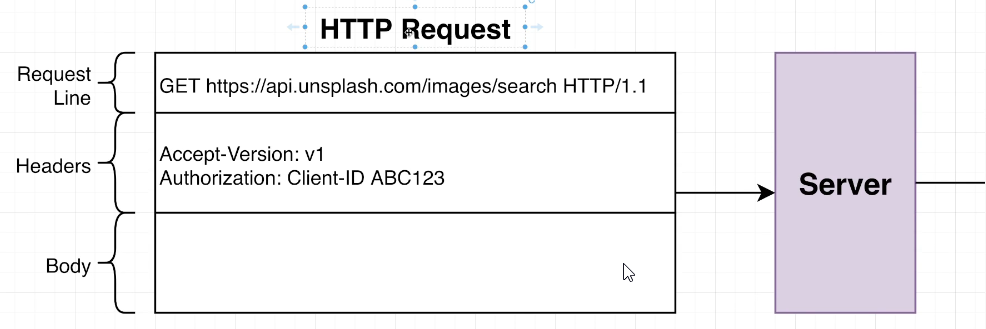 HTTP Request
Request
Line
GET https://api.unsplash.com/images/search HTTP/1.1
Headers
Accept-Version: v1
Authorization: Client-ID ABC123
Server
Body